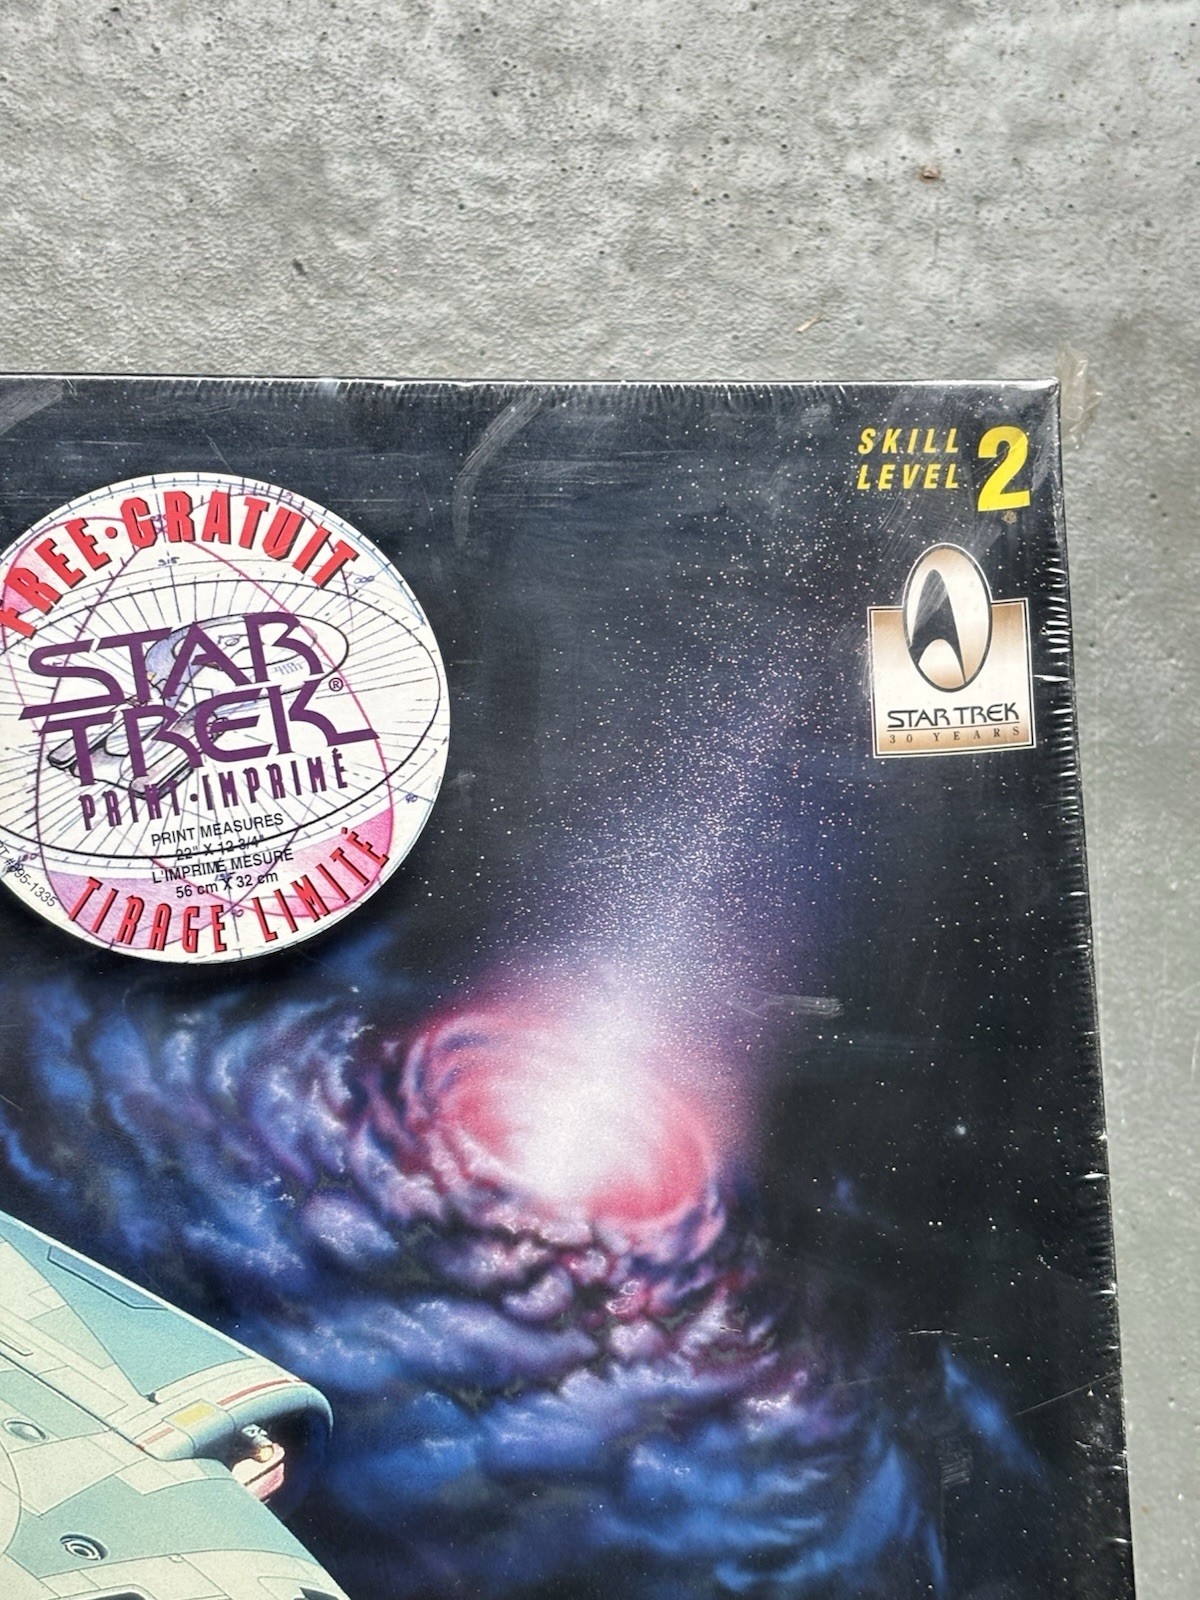 SKILL
LEVEL 2
FREE·GRATUIT
STAR
TREK®
PRINT·IMPRIMÉ
PRINT MEASURES
22" X 12-3/4"
L'IMPRIMÉ MESURE
56 cm X 32 cm
TIRAGE LIMITÉ
STAR TREK
30 YEARS